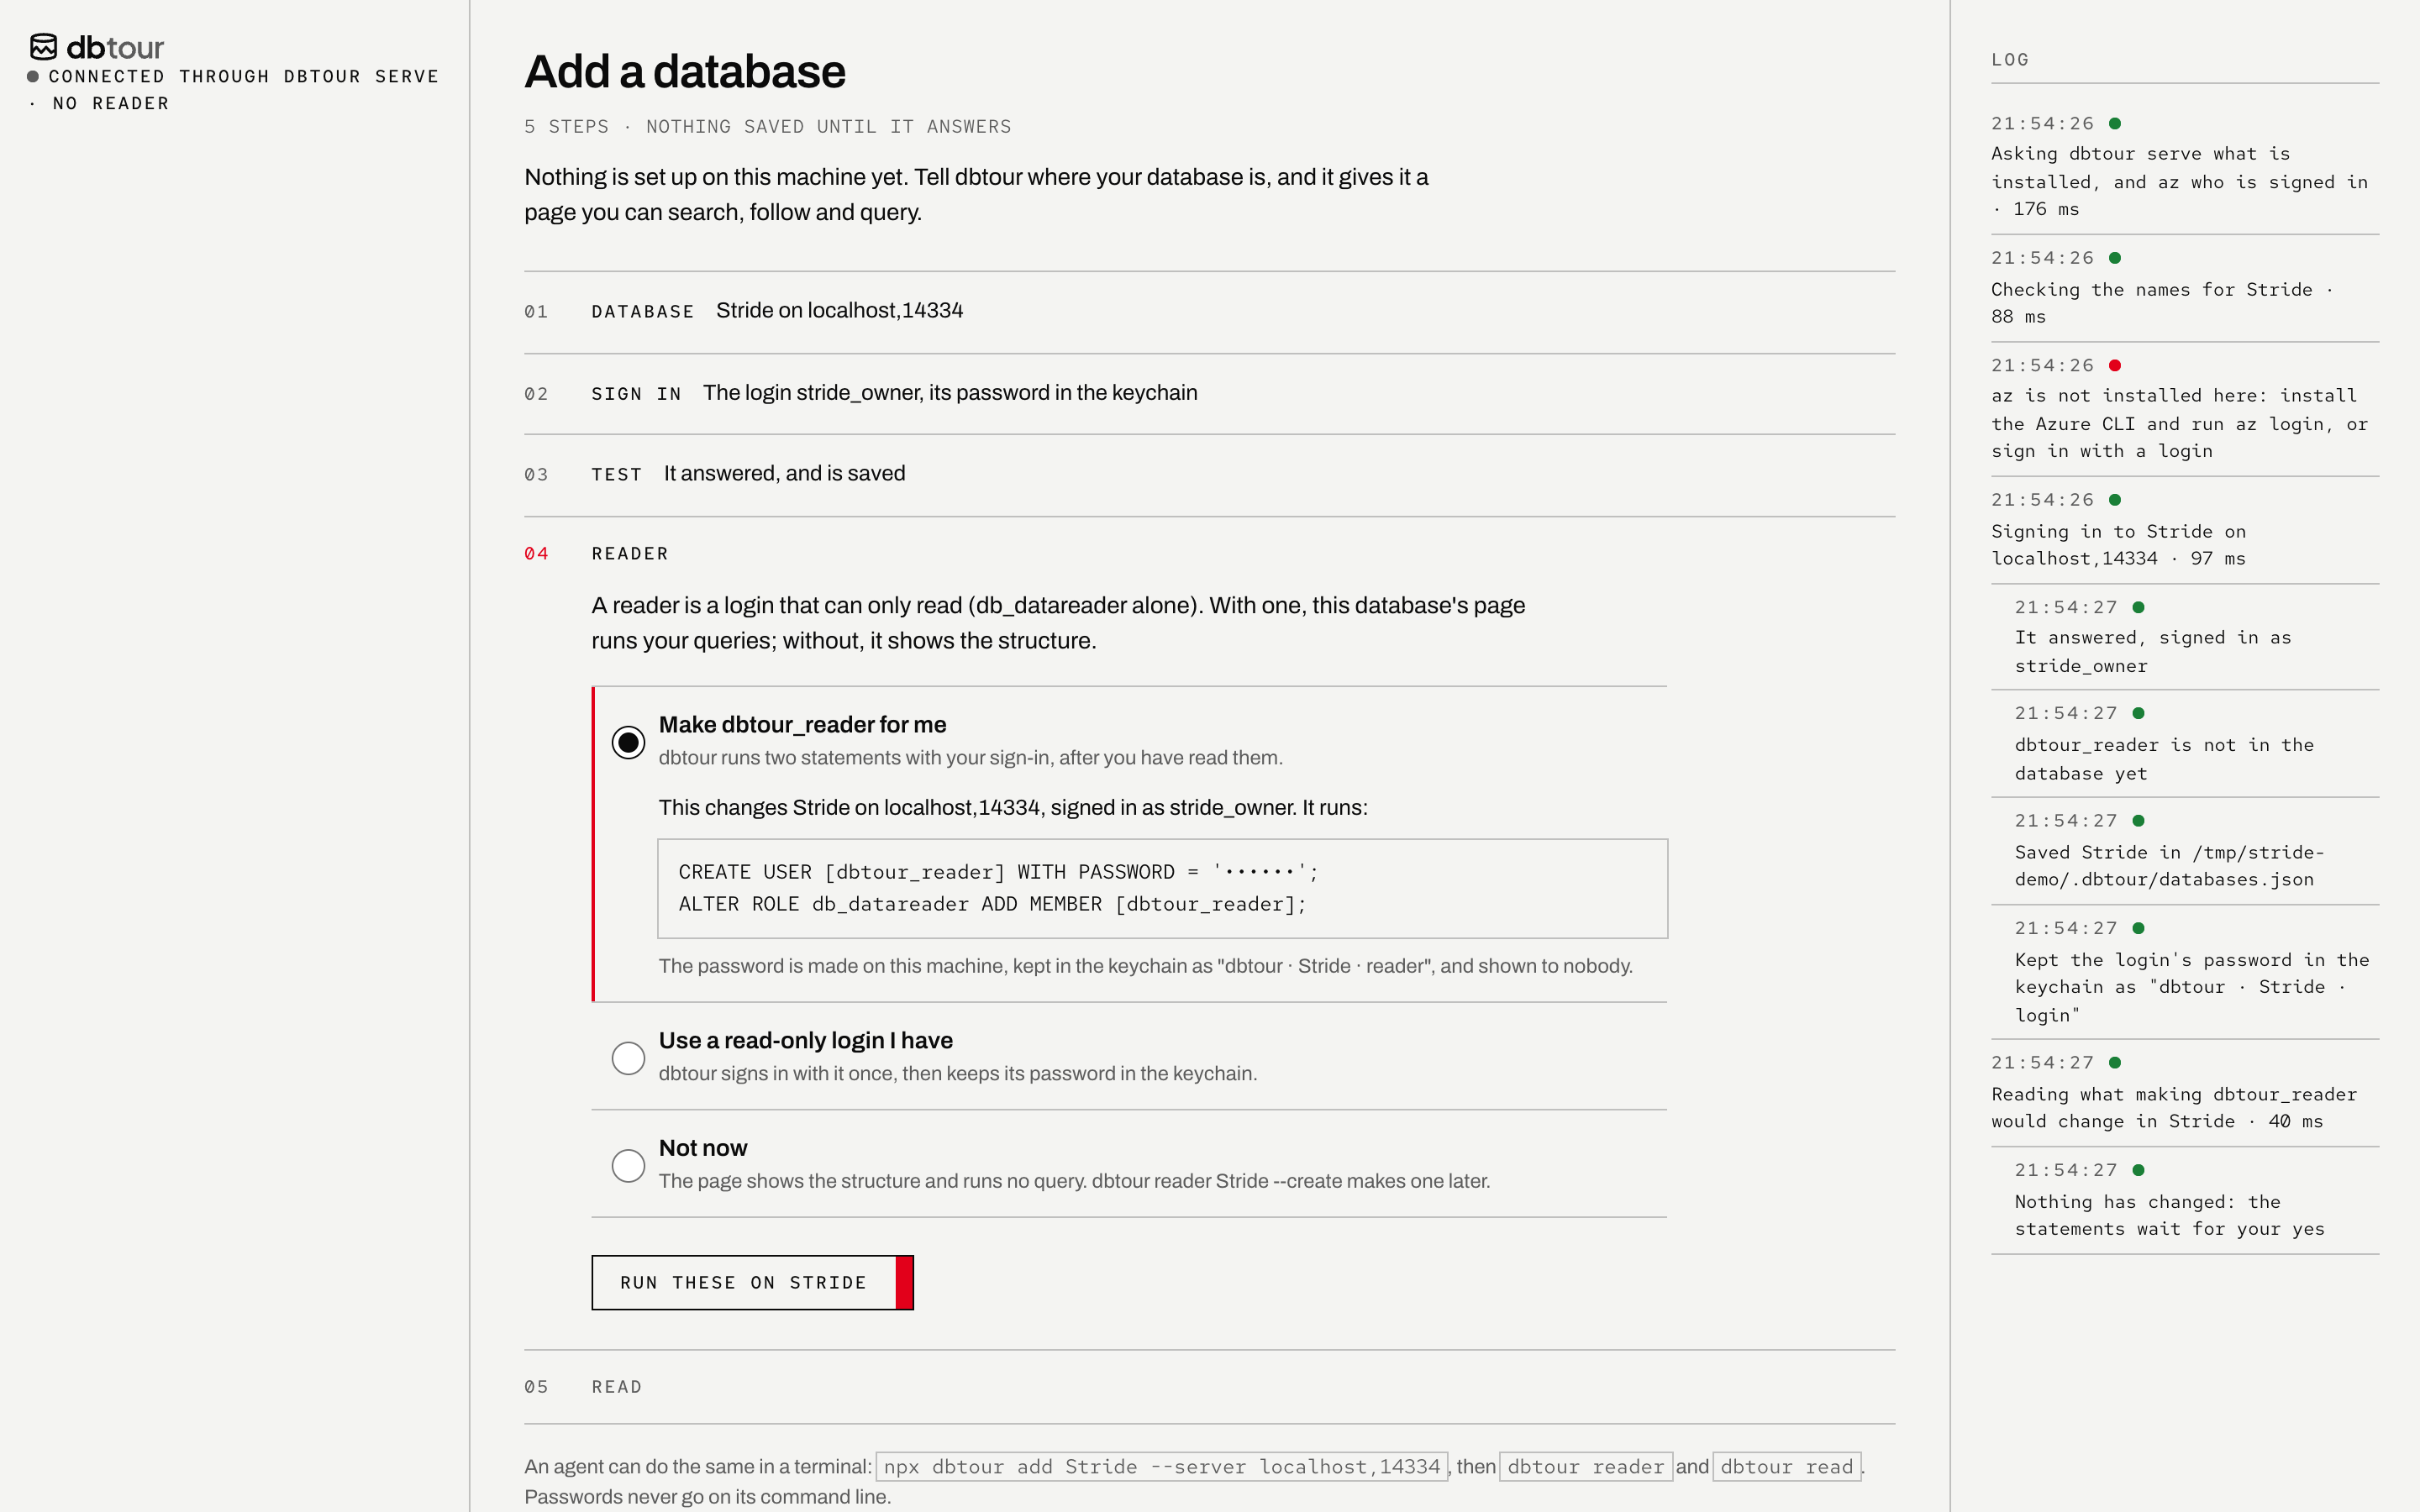 dbtour
CONNECTED THROUGH DBTOUR SERVE
· NO READER
Add a database
5 STEPS · NOTHING SAVED UNTIL IT ANSWERS
Nothing is set up on this machine yet. Tell dbtour where your database is, and it gives it a
page you can search, follow and query.
01 DATABASE Stride on localhost,14334
02 SIGN IN The login stride_owner, its password in the keychain
03 TEST It answered, and is saved
04 READER
A reader is a login that can only read (db_datareader alone). With one, this database's page
runs your queries; without, it shows the structure.
Make dbtour_reader for me
dbtour runs two statements with your sign-in, after you have read them.
This changes Stride on localhost,14334, signed in as stride_owner. It runs:
CREATE USER [dbtour_reader] WITH PASSWORD = '······';
ALTER ROLE db_datareader ADD MEMBER [dbtour_reader];
The password is made on this machine, kept in the keychain as "dbtour · Stride · reader", and shown to nobody.
Use a read-only login I have
dbtour signs in with it once, then keeps its password in the keychain.
Not now
The page shows the structure and runs no query. dbtour reader Stride --create makes one later.
RUN THESE ON STRIDE
05 READ
An agent can do the same in a terminal: npx dbtour add Stride --server localhost,14334, then dbtour reader and dbtour read.
Passwords never go on its command line.
LOG
21:54:26
Asking dbtour serve what is
installed, and az who is signed in
· 176 ms
21:54:26
Checking the names for Stride ·
88 ms
21:54:26
az is not installed here: install
the Azure CLI and run az login, or
sign in with a login
21:54:26
Signing in to Stride on
localhost,14334 · 97 ms
21:54:27
It answered, signed in as
stride_owner
21:54:27
dbtour_reader is not in the
database yet
21:54:27
Saved Stride in /tmp/stride-
demo/.dbtour/databases.json
21:54:27
Kept the login's password in the
keychain as "dbtour · Stride ·
login"
21:54:27
Reading what making dbtour_reader
would change in Stride · 40 ms
21:54:27
Nothing has changed: the
statements wait for your yes